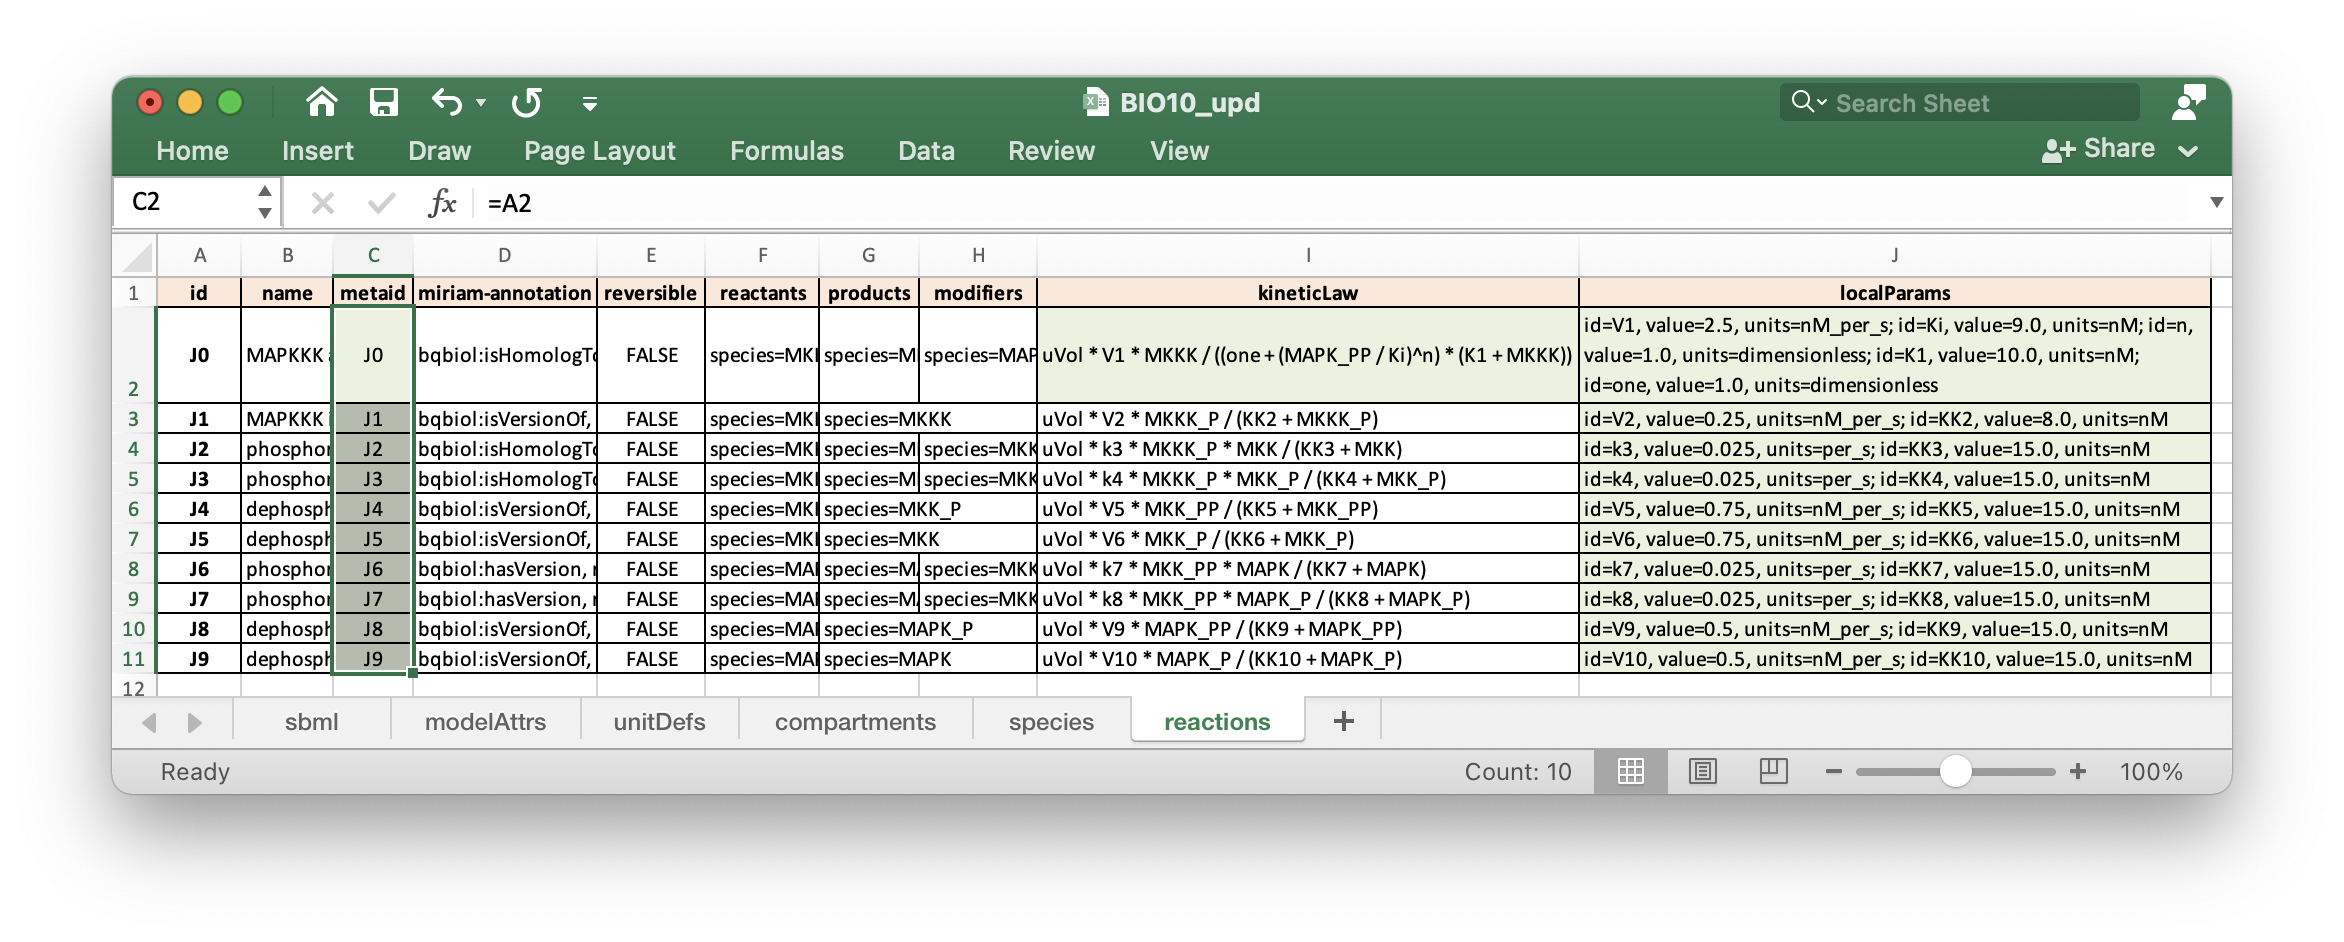 BIO10_upd
Search Sheet
Home Insert Draw Page Layout Formulas Data Review View Share
C2 fx =A2
A B C D E F G H I J
1 id name metaid miriam-annotation reversible reactants products modifiers kineticLaw localParams
id=V1, value=2.5, units=nM_per_s; id=Ki, value=9.0, units=nM; id=n,
J0 MAPKKK J0 bqbiol:isHomologTo FALSE species=MKK species=M species=MAP uVol * V1 * MKKK / ((one + (MAPK_PP / Ki)^n) * (K1 + MKKK)) value=1.0, units=dimensionless; id=K1, value=10.0, units=nM;
2 id=one, value=1.0, units=dimensionless
3 J1 MAPKKK J1 bqbiol:isVersionOf, FALSE species=MKK species=MKKK uVol * V2 * MKKK_P / (KK2 + MKKK_P) id=V2, value=0.25, units=nM_per_s; id=KK2, value=8.0, units=nM
4 J2 phosphor J2 bqbiol:isHomologTo FALSE species=MKK species=M species=MKK uVol * k3 * MKKK_P * MKK / (KK3 + MKK) id=k3, value=0.025, units=per_s; id=KK3, value=15.0, units=nM
5 J3 phosphor J3 bqbiol:isHomologTo FALSE species=MKK species=M species=MKK uVol * k4 * MKKK_P * MKK_P / (KK4 + MKK_P) id=k4, value=0.025, units=per_s; id=KK4, value=15.0, units=nM
6 J4 dephosph J4 bqbiol:isVersionOf, FALSE species=MKK species=MKK_P uVol * V5 * MKK_PP / (KK5 + MKK_PP) id=V5, value=0.75, units=nM_per_s; id=KK5, value=15.0, units=nM
7 J5 dephosph J5 bqbiol:isVersionOf, FALSE species=MKK species=MKK uVol * V6 * MKK_P / (KK6 + MKK_P) id=V6, value=0.75, units=nM_per_s; id=KK6, value=15.0, units=nM
8 J6 phosphor J6 bqbiol:hasVersion, FALSE species=MAP species=MA species=MKK uVol * k7 * MKK_PP * MAPK / (KK7 + MAPK) id=k7, value=0.025, units=per_s; id=KK7, value=15.0, units=nM
9 J7 phosphor J7 bqbiol:hasVersion, FALSE species=MAP species=MA species=MKK uVol * k8 * MKK_PP * MAPK_P / (KK8 + MAPK_P) id=k8, value=0.025, units=per_s; id=KK8, value=15.0, units=nM
10 J8 dephosph J8 bqbiol:isVersionOf, FALSE species=MAP species=MAPK_P uVol * V9 * MAPK_PP / (KK9 + MAPK_PP) id=V9, value=0.5, units=nM_per_s; id=KK9, value=15.0, units=nM
11 J9 dephosph J9 bqbiol:isVersionOf, FALSE species=MAP species=MAPK uVol * V10 * MAPK_P / (KK10 + MAPK_P) id=V10, value=0.5, units=nM_per_s; id=KK10, value=15.0, units=nM
12
sbml modelAttrs unitDefs compartments species reactions +
Ready Count: 10 100%